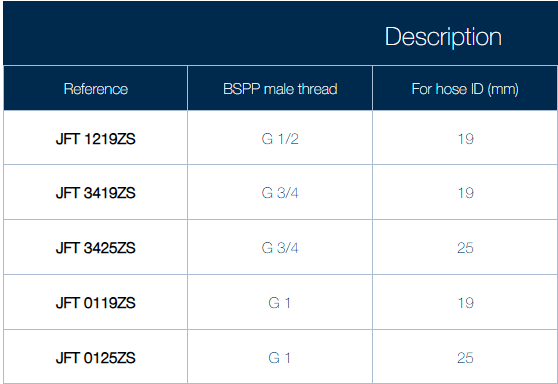 Description
Reference BSPP male thread For hose ID (mm)
JFT 1219ZS G 1/2 19
JFT 3419ZS G 3/4 19
JFT 3425ZS G 3/4 25
JFT 0119ZS G 1 19
JFT 0125ZS G 1 25